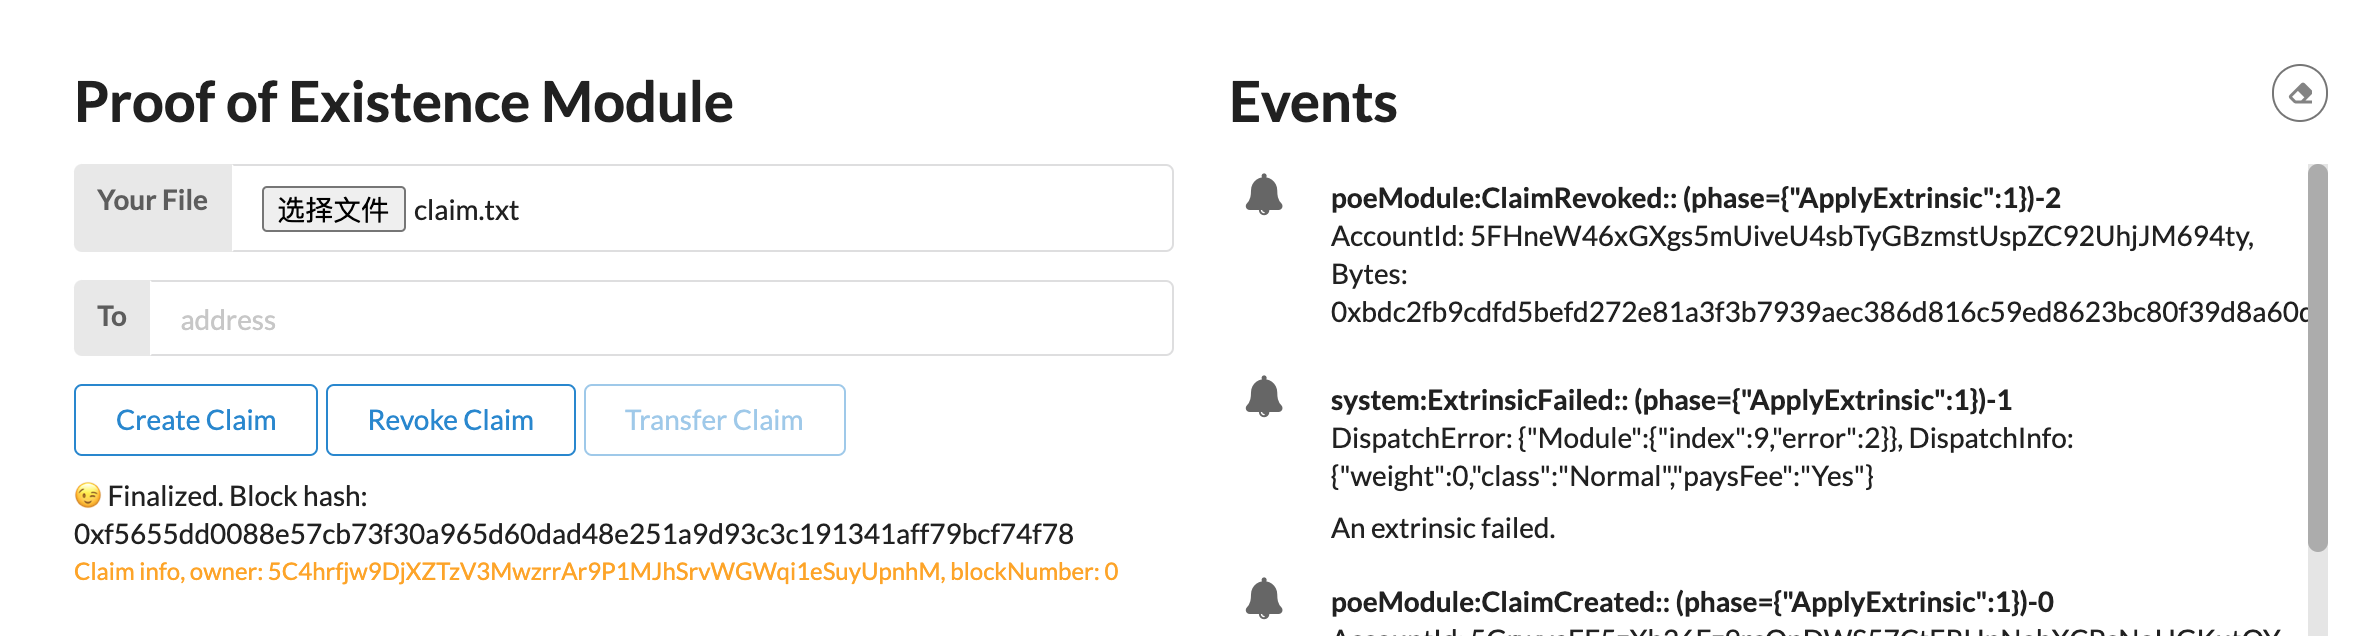 Proof of Existence Module
Your File
选择文件 claim.txt
To
address
Create Claim
Revoke Claim
Transfer Claim
😉 Finalized. Block hash:
0xf5655dd0088e57cb73f30a965d60dad48e251a9d93c3c191341aff79bcf74f78
Claim info, owner: 5C4hrfjw9DjXZTzV3MwzrrAr9P1MJhSrvWGWqi1eSuyUpnhM, blockNumber: 0
Events
poeModule:ClaimRevoked:: (phase={"ApplyExtrinsic":1})-2
AccountId: 5FHneW46xGXgs5mUiveU4sbTyGBzmstUspZC92UhjJM694ty,
Bytes:
0xbdc2fb9cdfd5befd272e81a3f3b7939aec386d816c59ed8623bc80f39d8a60d
system:ExtrinsicFailed:: (phase={"ApplyExtrinsic":1})-1
DispatchError: {"Module":{"index":9,"error":2}}, DispatchInfo:
{"weight":0,"class":"Normal""paysFee":"Yes"}
An extrinsic failed.
poeModule:ClaimCreated:: (phase={"ApplyExtrinsic":1})-0